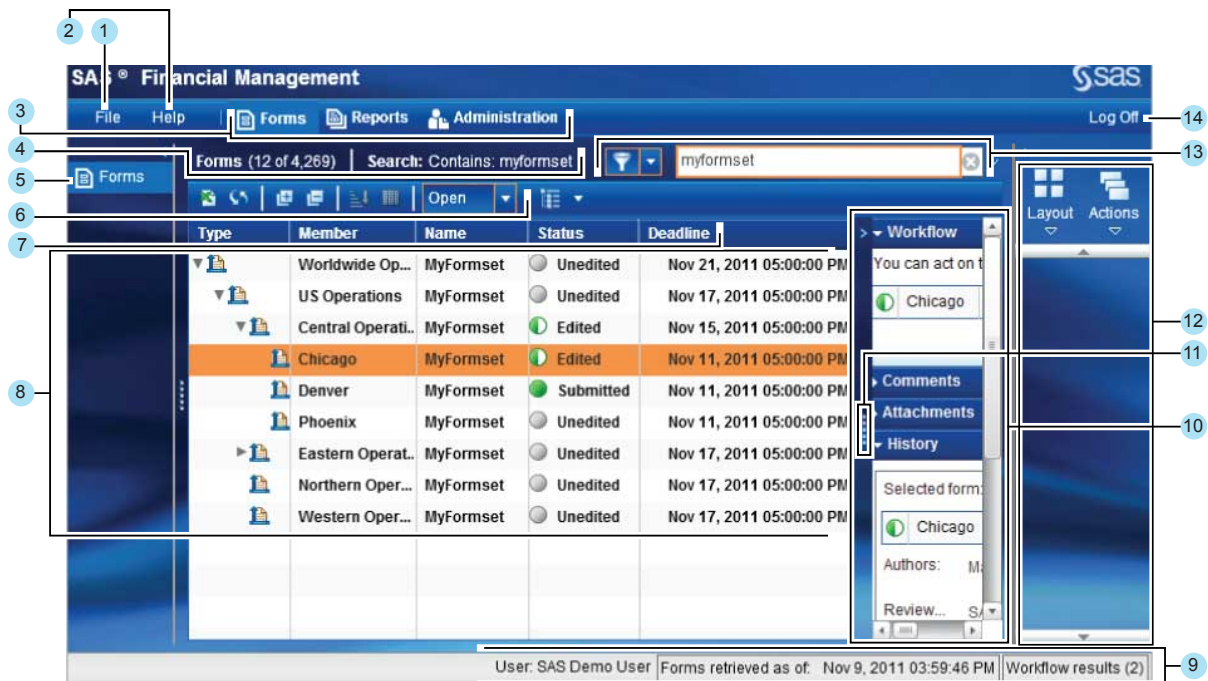 2 1
SAS ® Financial Management
sas
File Help Forms Reports Administration Log Off
3
14
4
Forms (12 of 4,269) | Search: Contains: myformset
myformset
13
5
Forms
Open
Layout Actions
6
7
Type Member Name Status Deadline
Workflow
Worldwide Op... MyFormset Unedited Nov 21, 2011 05:00:00 PM
You can act on t
US Operations MyFormset Unedited Nov 17, 2011 05:00:00 PM
Chicago
Central Operati.. MyFormset Edited Nov 15, 2011 05:00:00 PM
12
Chicago MyFormset Edited Nov 11, 2011 05:00:00 PM
11
8
Denver MyFormset Submitted Nov 11, 2011 05:00:00 PM
Comments
Phoenix MyFormset Unedited Nov 11, 2011 05:00:00 PM
Attachments
10
Eastern Operat.. MyFormset Unedited Nov 17, 2011 05:00:00 PM
History
Northern Oper... MyFormset Unedited Nov 17, 2011 05:00:00 PM
Selected form:
Western Oper... MyFormset Unedited Nov 17, 2011 05:00:00 PM
Chicago
Authors: Ma
Review... SA
User: SAS Demo User Forms retrieved as of: Nov 9, 2011 03:59:46 PM Workflow results (2)
9